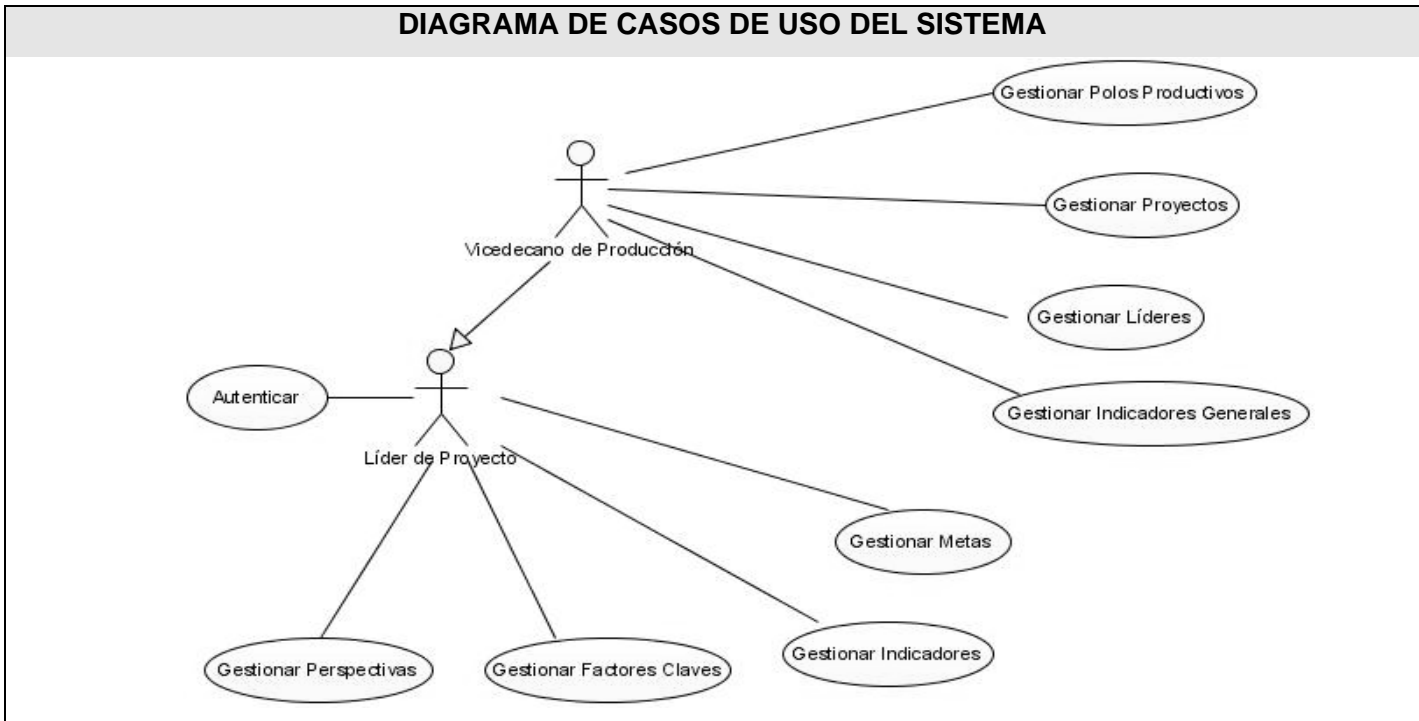 DIAGRAMA DE CASOS DE USO DEL SISTEMA
Gestionar Polos Productivos
Gestionar Proyectos
Vicedecano de Producción
Gestionar Líderes
Autenticar
Gestionar Indicadores Generales
Líder de Proyecto
Gestionar Metas
Gestionar Perspectivas
Gestionar Factores Claves
Gestionar Indicadores